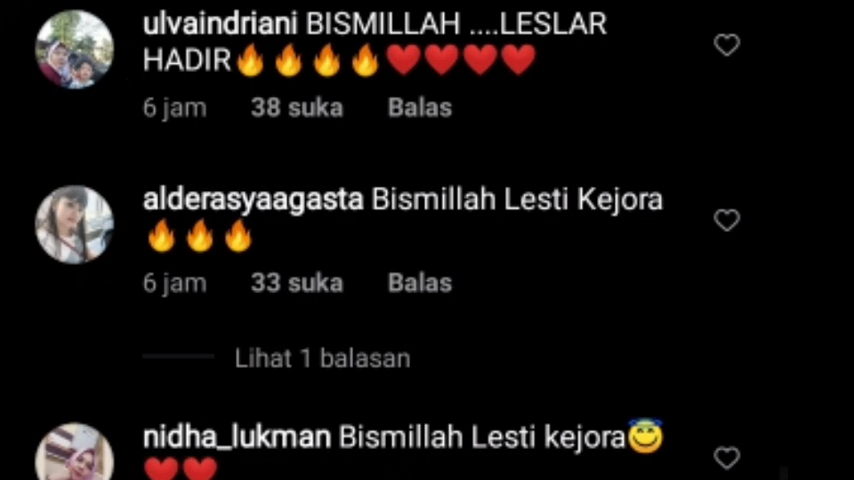 ulvaindriani BISMILLAH ....LESLAR
HADIR🔥🔥🔥🔥❤️❤️❤️❤️
6 jam 38 suka Balas
alderasyaagasta Bismillah Lesti Kejora
🔥🔥🔥
6 jam 33 suka Balas
Lihat 1 balasan
nidha_lukman Bismillah Lesti kejora😇
❤️❤️